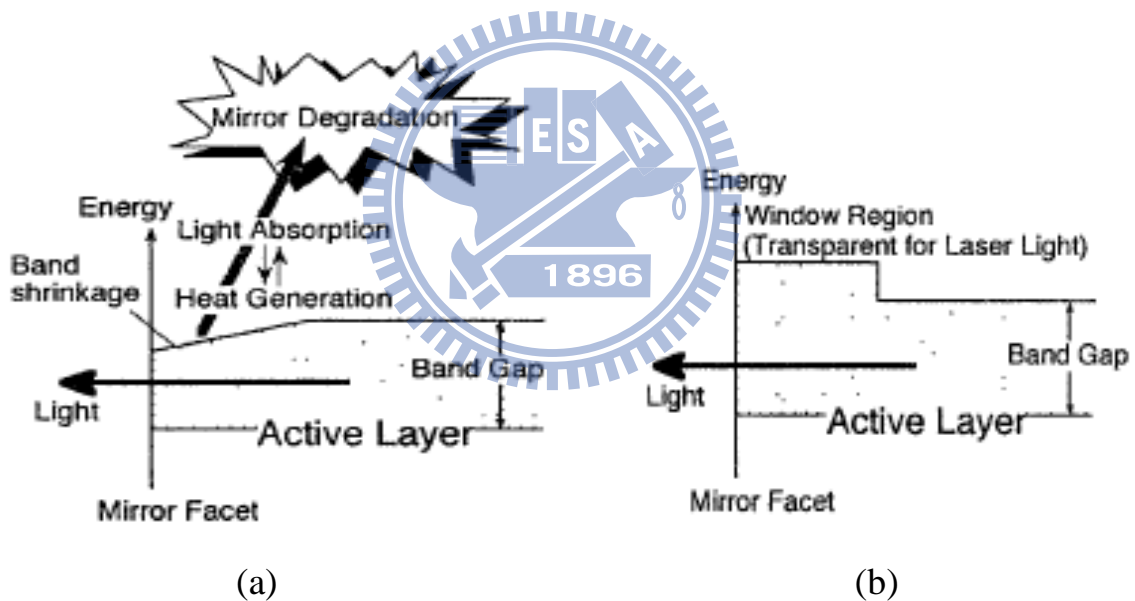 Mirror Degradation
Energy
Light Absorption
Band
shrinkage
Heat Generation
Band Gap
Light
Active Layer
Mirror Facet
(a)
ES A
1896
Energy
Window Region
(Transparent for Laser Light)
Band Gap
Light
Active Layer
Mirror Facet
(b)